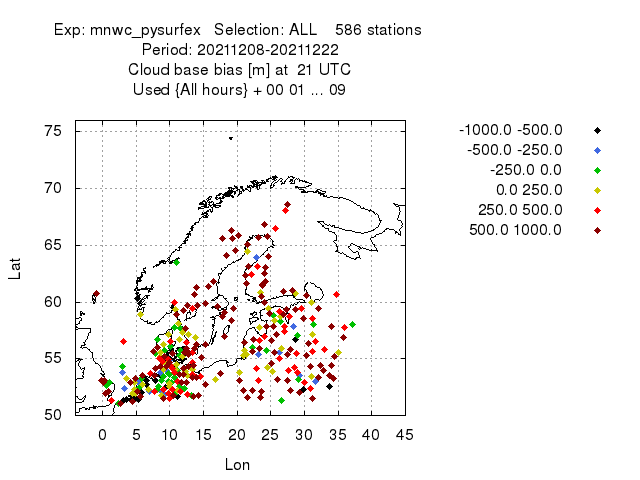 Exp: mnwc_pysurfex   Selection: ALL    586 stations
Period: 20211208-20211222
Cloud base bias [m] at  21 UTC
Used {All hours} + 00 01 ... 09
-1000.0 -500.0
-500.0 -250.0
-250.0 0.0
0.0 250.0
250.0 500.0
500.0 1000.0
Lat
75
70
65
60
55
50
0 5 10 15 20 25 30 35 40 45
Lon